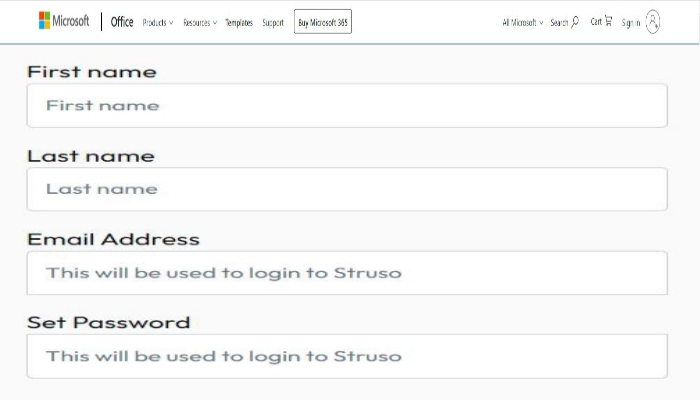 Microsoft Office Products Resources Templates Support Buy Microsoft 365 All Microsoft Search Cart Sign in
First name
First name
Last name
Last name
Email Address
This will be used to login to Struso
Set Password
This will be used to login to Struso